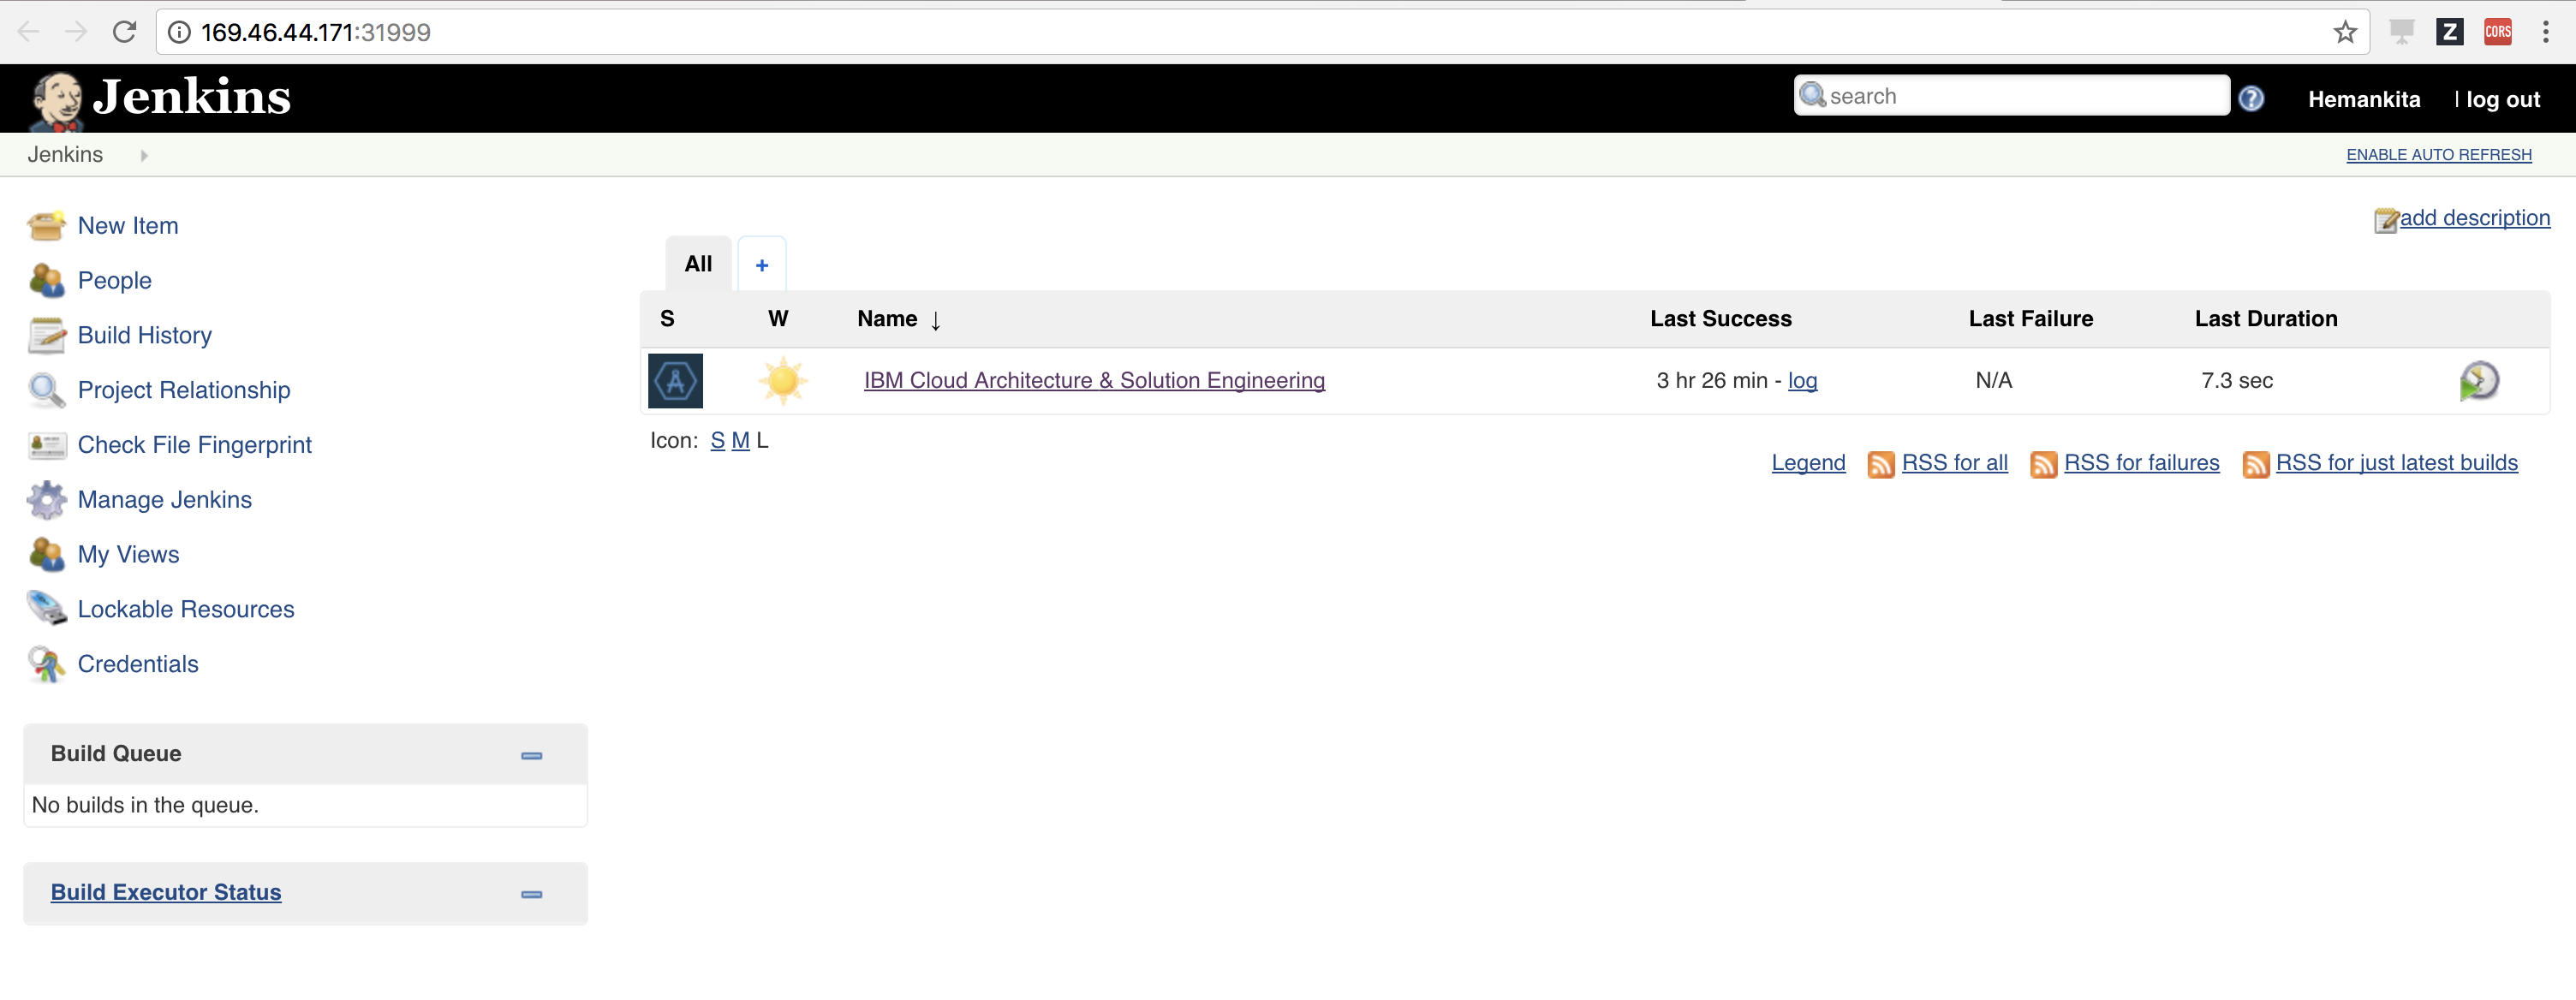 169.46.44.171:31999
Z
CORS
Jenkins
search
?
Hemankita
| log out
Jenkins
ENABLE AUTO REFRESH
New Item
People
Build History
Project Relationship
Check File Fingerprint
Manage Jenkins
My Views
Lockable Resources
Credentials
Build Queue
No builds in the queue.
Build Executor Status
add description
All +
S W Name ↓ Last Success Last Failure Last Duration
IBM Cloud Architecture & Solution Engineering 3 hr 26 min - log N/A 7.3 sec
Icon: S M L
Legend RSS for all RSS for failures RSS for just latest builds